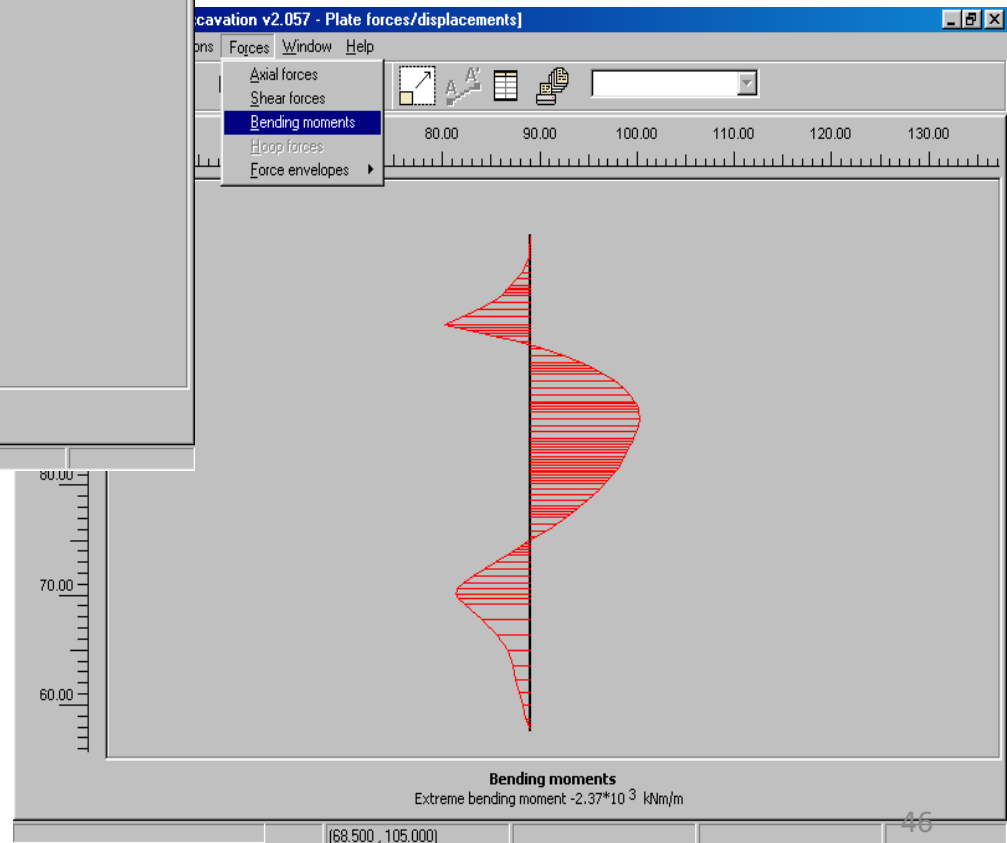 cavation v2.057 - Plate forces/displacements]
ons Forces Window Help
Axial forces
Shear forces
Bending moments
Hoop forces
Force envelopes
80.00 90.00 100.00 110.00 120.00 130.00
80.00
70.00
60.00
Bending moments
Extreme bending moment -2.37*10 3 kNm/m
(68.500 , 105.000)
46